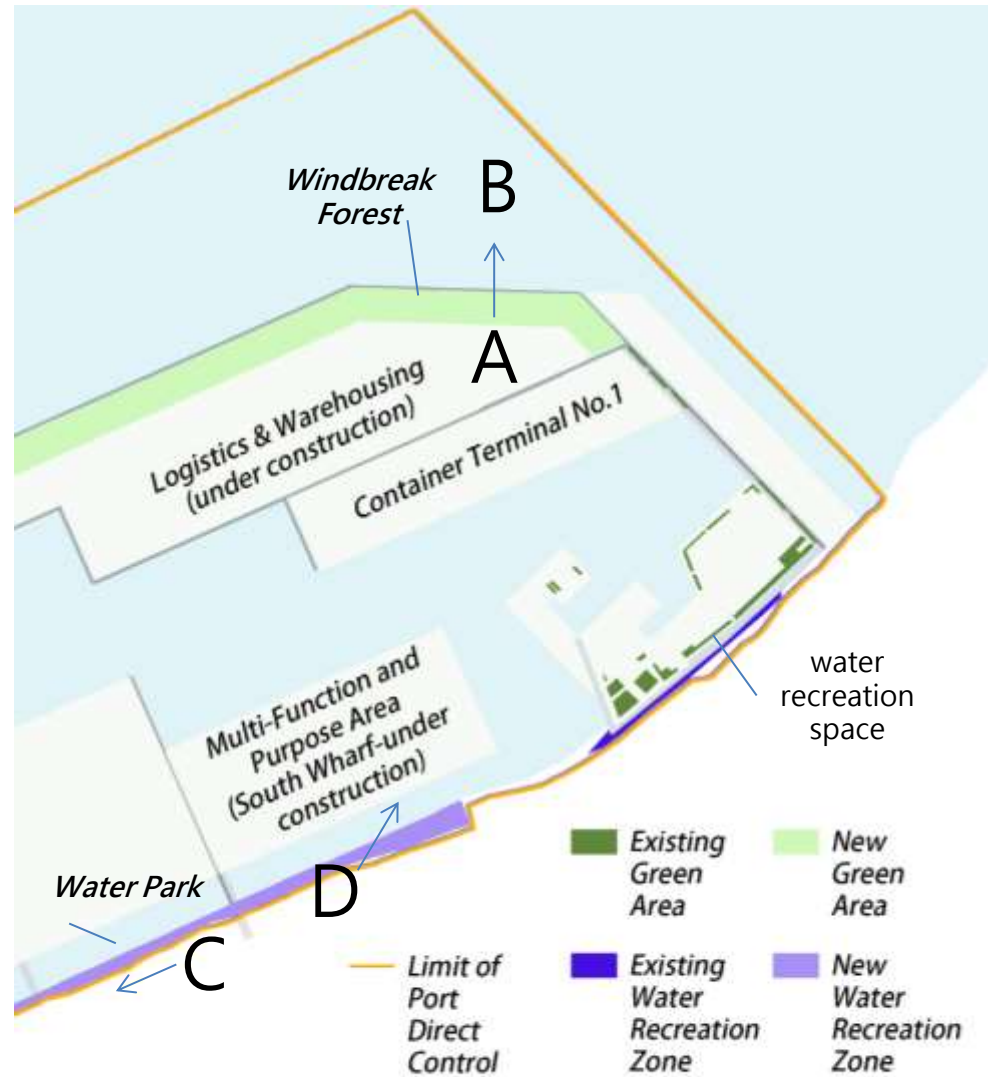 Windbreak
Forest
B
A
Logistics & Warehousing
(under construction)
Container Terminal No.1
Multi-Function and
Purpose Area
(South Wharf-under
construction)
water
recreation
space
Water Park
D
C
Existing
Green
Area
New
Green
Area
Limit of
Port
Direct
Control
Existing
Water
Recreation
Zone
New
Water
Recreation
Zone